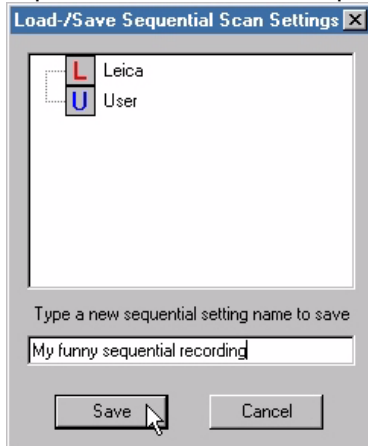 Load-/Save Sequential Scan Settings
L Leica
U User
Type a new sequential setting name to save
My funny sequential recording
Save Cancel